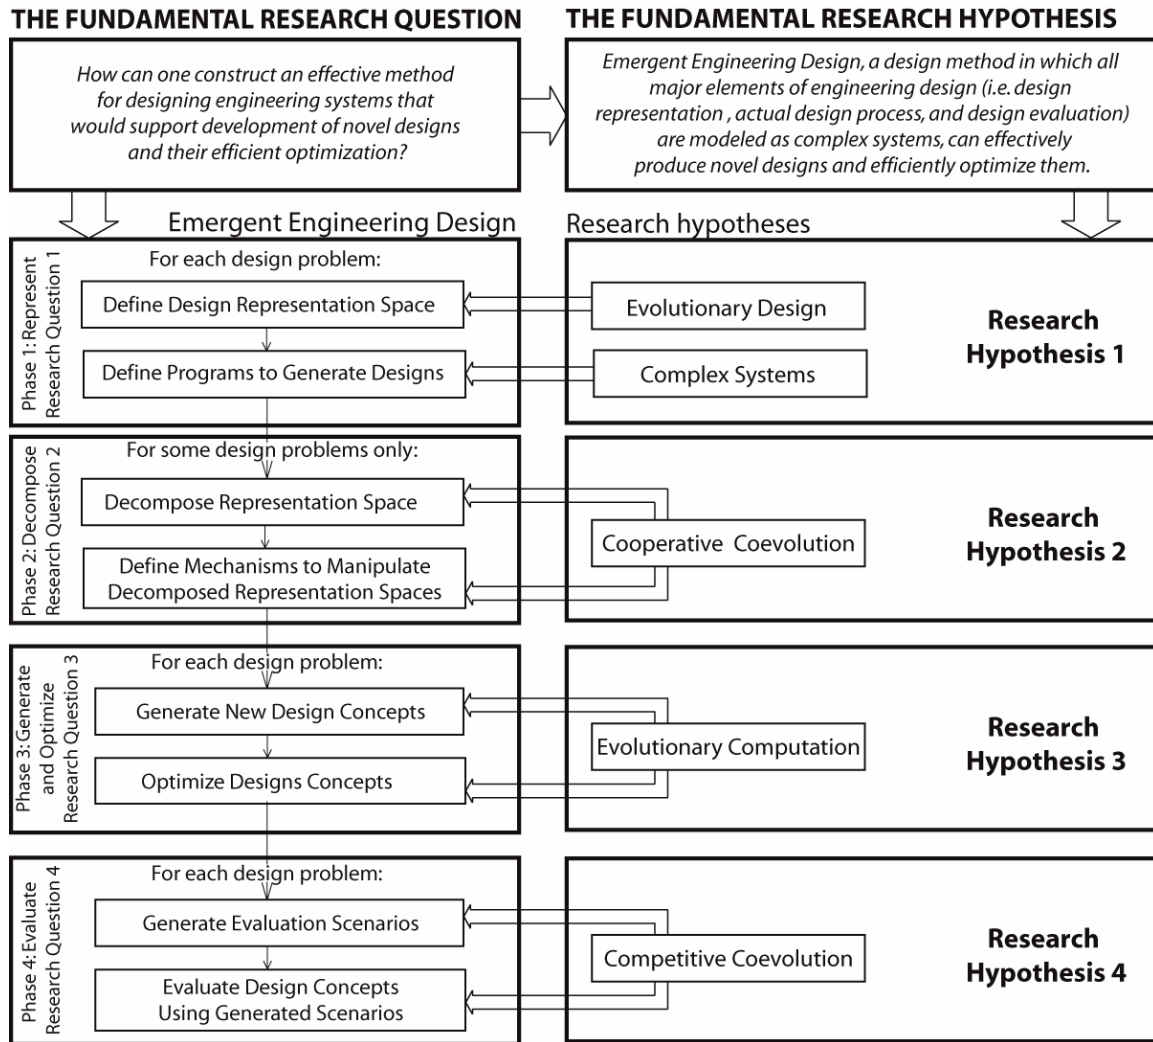 THE FUNDAMENTAL RESEARCH QUESTION
THE FUNDAMENTAL RESEARCH HYPOTHESIS
How can one construct an effective method
for designing engineering systems that
would support development of novel designs
and their efficient optimization?
Emergent Engineering Design, a design method in which all
major elements of engineering design (i.e. design
representation , actual design process, and design evaluation)
are modeled as complex systems, can effectively
produce novel designs and efficiently optimize them.
Emergent Engineering Design
Research hypotheses
Phase 1: Represent
Research Question 1
For each design problem:
Define Design Representation Space
Define Programs to Generate Designs
Evolutionary Design
Complex Systems
Research
Hypothesis 1
Phase 2: Decompose
Research Question 2
For some design problems only:
Decompose Representation Space
Define Mechanisms to Manipulate
Decomposed Representation Spaces
Cooperative Coevolution
Research
Hypothesis 2
Phase 3: Generate
and Optimize
Research Question 3
For each design problem:
Generate New Design Concepts
Optimize Designs Concepts
Evolutionary Computation
Research
Hypothesis 3
Phase 4: Evaluate
Research Question 4
For each design problem:
Generate Evaluation Scenarios
Evaluate Design Concepts
Using Generated Scenarios
Competitive Coevolution
Research
Hypothesis 4